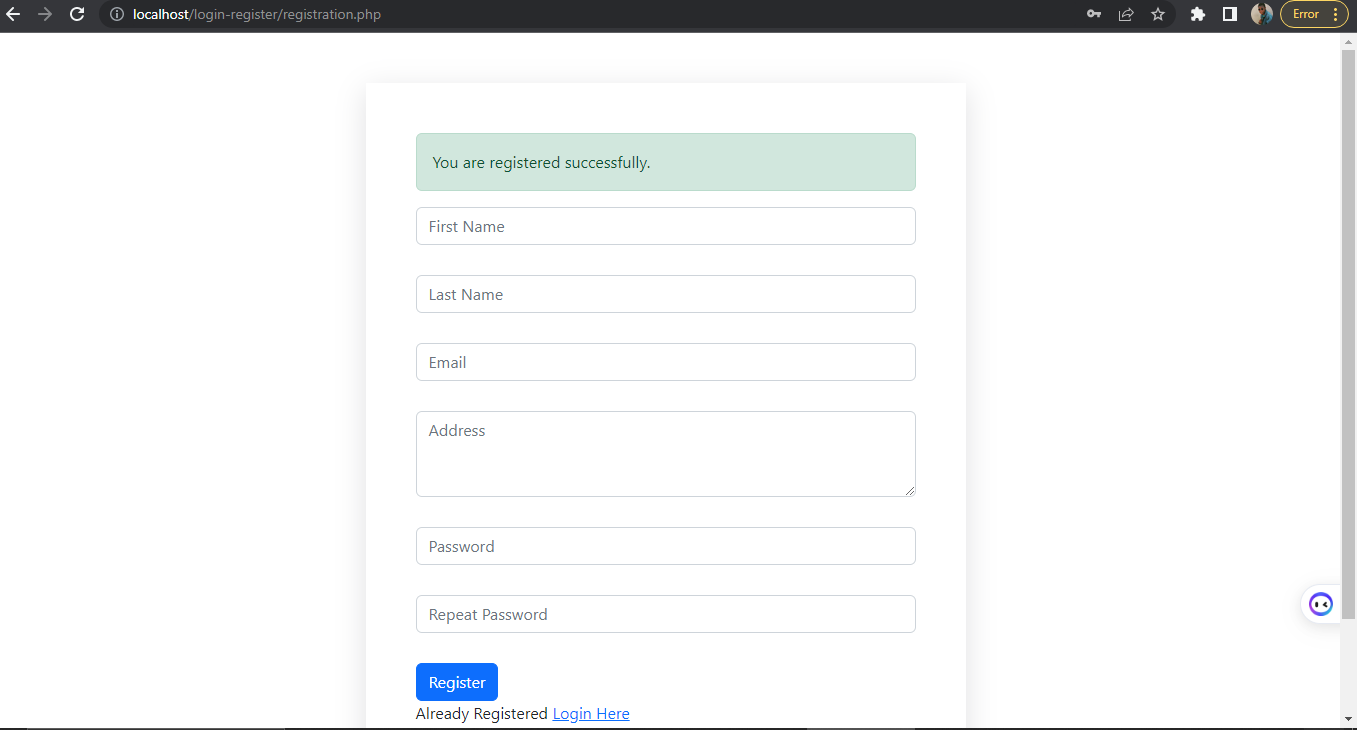 localhost/login-register/registration.php
Error
You are registered successfully.
First Name
Last Name
Email
Address
Password
Repeat Password
Register
Already Registered Login Here